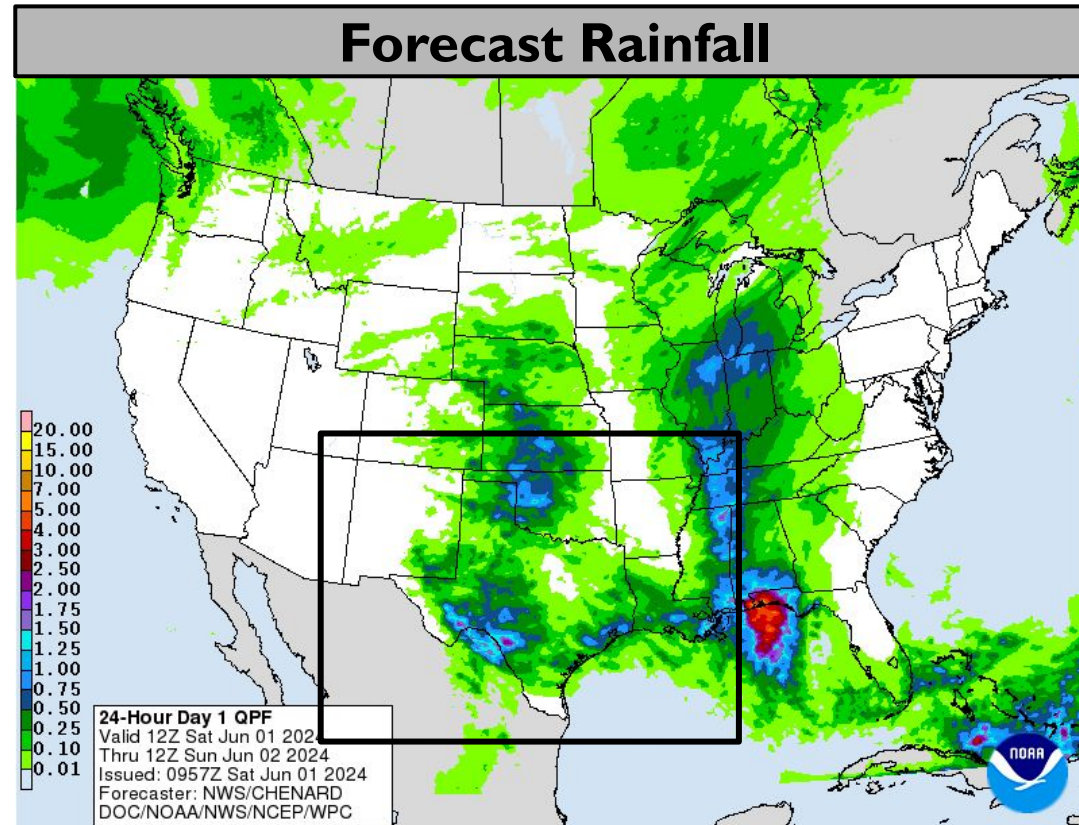 Forecast Rainfall
20.00
15.00
10.00
7.00
5.00
4.00
3.00
2.50
2.00
1.75
1.50
1.25
1.00
0.75
0.50
0.25
0.10
0.01
24-Hour Day 1 QPF
Valid 12Z Sat Jun 01 2024
Thru 12Z Sun Jun 02 2024
Issued: 0957Z Sat Jun 01 2024
Forecaster: NWS/CHENARD
DOC/NOAA/NWS/NCEP/WPC
NOAA